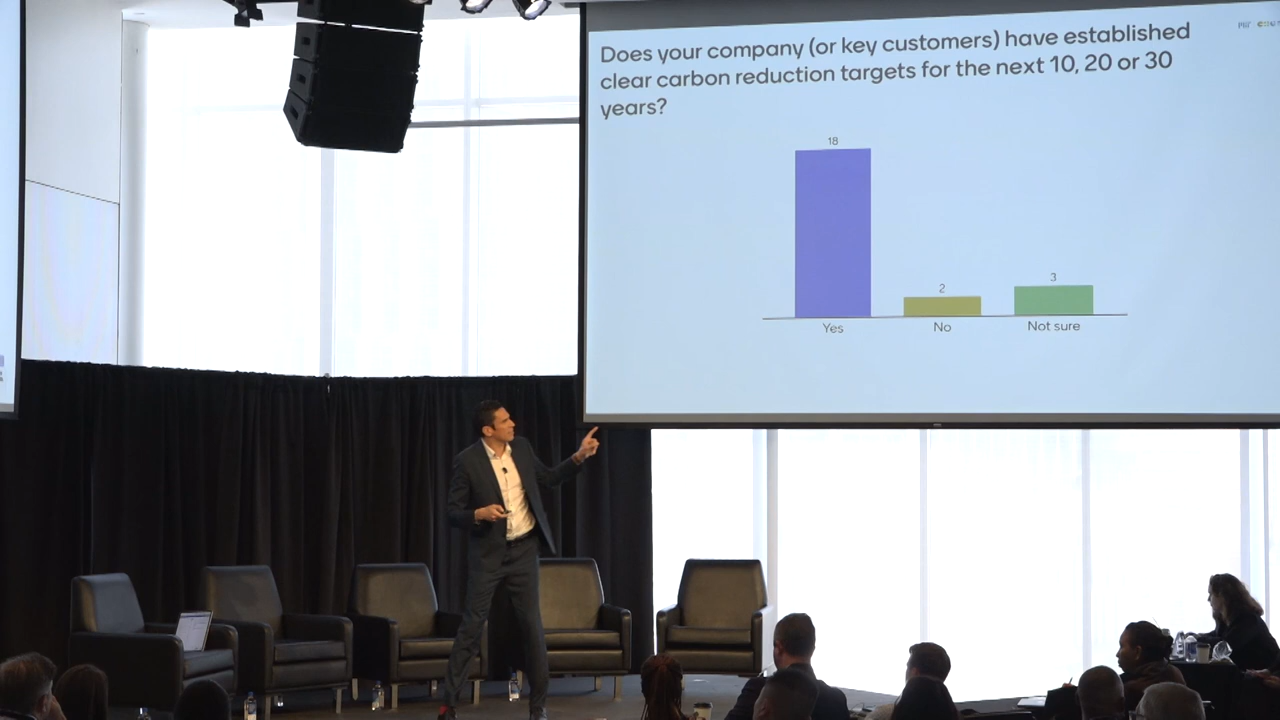 Does your company (or key customers) have established
clear carbon reduction targets for the next 10, 20 or 30
years?
18
2
3
Yes
No
Not sure
MIT